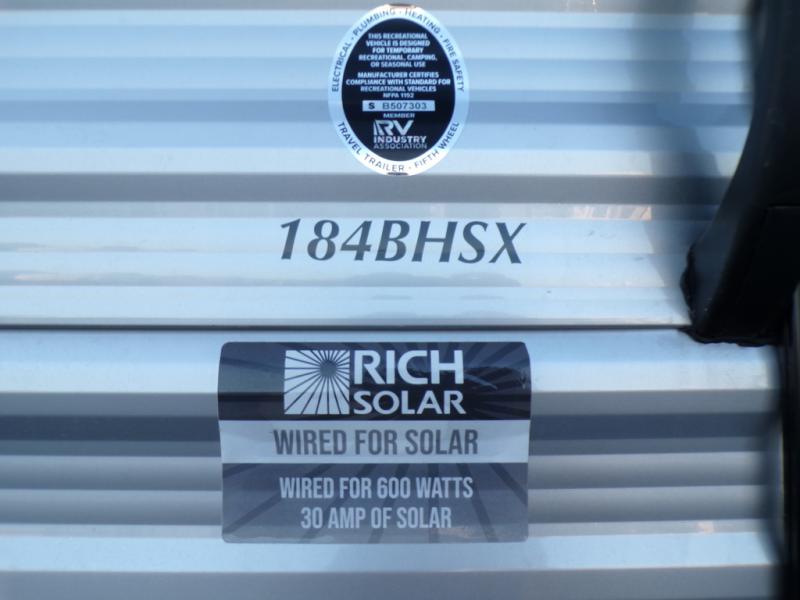 ELECTRICAL · PLUMBING · HEATING · FIRE SAFETY
THIS RECREATIONAL
VEHICLE IS DESIGNED
FOR TEMPORARY
RECREATIONAL, CAMPING,
OR SEASONAL USE
MANUFACTURER CERTIFIES
COMPLIANCE WITH STANDARD FOR
RECREATIONAL VEHICLES
NFPA 1192
S B507303
MEMBER
RV
INDUSTRY
ASSOCIATION
TRAVEL TRAILER · FIFTH WHEEL
184BHSX
RICH
SOLAR
WIRED FOR SOLAR
WIRED FOR 600 WATTS
30 AMP OF SOLAR